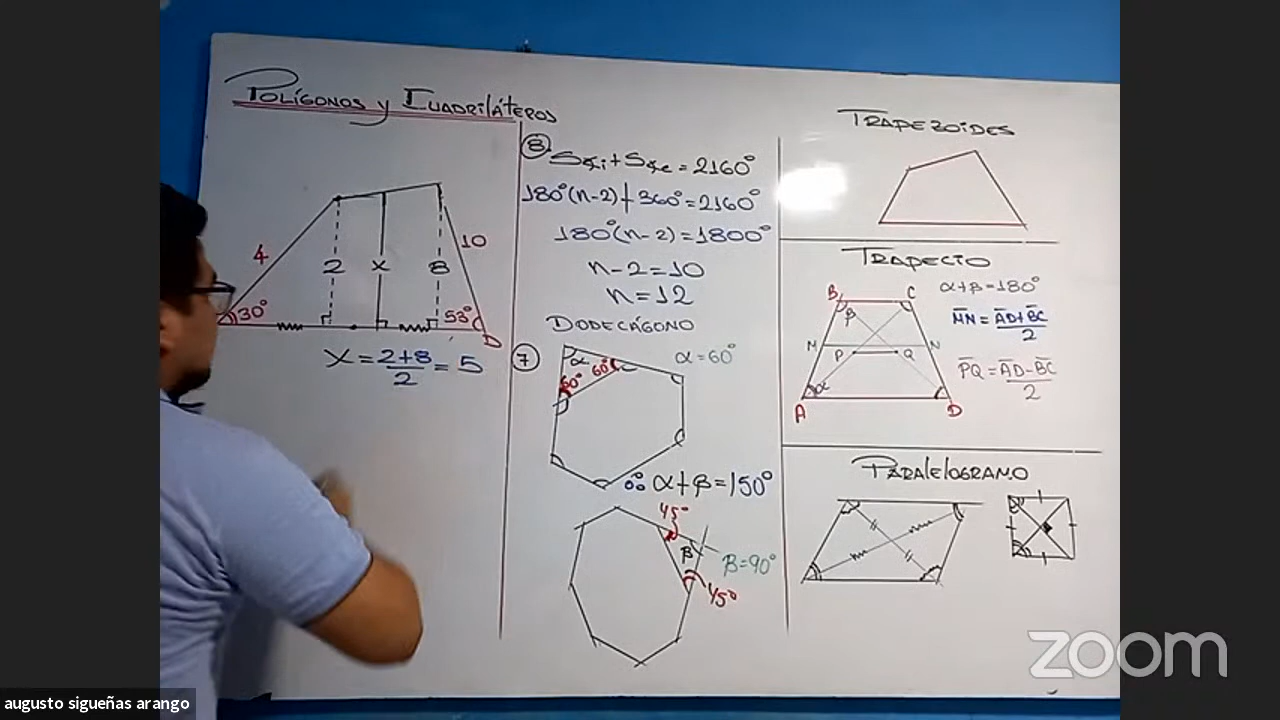 POLÍGONOS Y CUADRILÁTEROS
4
2
X
8
10
30°
53°
D
X = 2+8/2 = 5
8
S∢i + S∢e = 2160°
180°(n-2) + 360° = 2160°
180°(n-2) = 1800°
n-2 = 10
n = 12
DODECÁGONO
7
α
60°
60°
α = 60°
∴ α+β = 150°
45°
β
β = 90°
45°
TRAPEZOIDES
TRAPECIO
B
C
β
M
N
P
Q
α
A
D
α+β = 180°
MN = AD+BC/2
PQ = AD-BC/2
PARALELOGRAMO
zoom
augusto sigueñas arango